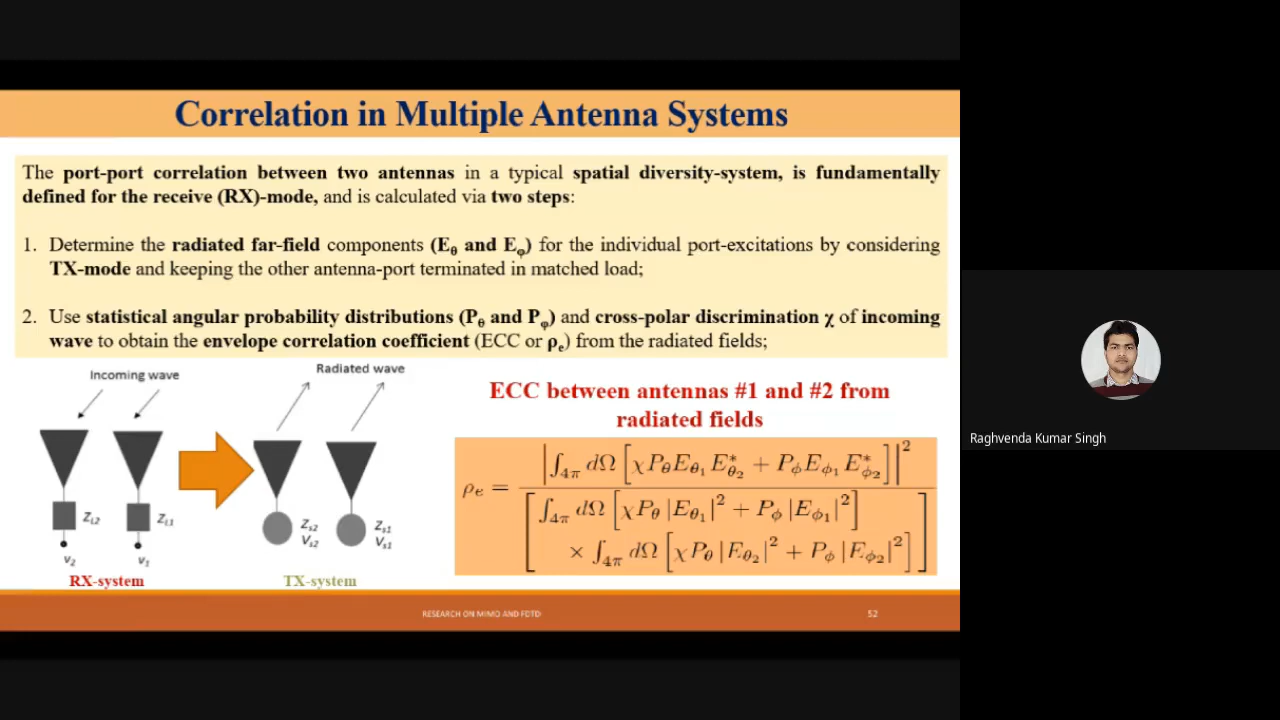 Correlation in Multiple Antenna Systems
The port-port correlation between two antennas in a typical spatial diversity-system, is fundamentally
defined for the receive (RX)-mode, and is calculated via two steps:
1. Determine the radiated far-field components (Eθ and Eφ) for the individual port-excitations by considering
TX-mode and keeping the other antenna-port terminated in matched load;
2. Use statistical angular probability distributions (Pθ and Pφ) and cross-polar discrimination χ of incoming
wave to obtain the envelope correlation coefficient (ECC or ρe) from the radiated fields;
Incoming wave
Radiated wave
ZL2 ZL1
v2 v1
RX-system
Zs2 Zs1
Vs2 Vs1
TX-system
ECC between antennas #1 and #2 from
radiated fields
ρe = |∫4π dΩ [χPθEθ1E*θ2 + PϕEϕ1E*ϕ2]|²
[∫4π dΩ [χPθ |Eθ1|² + Pϕ |Eϕ1|²]
× ∫4π dΩ [χPθ |Eθ2|² + Pϕ |Eϕ2|²]]
RESEARCH ON MIMO AND FDTD
52
Raghvenda Kumar Singh